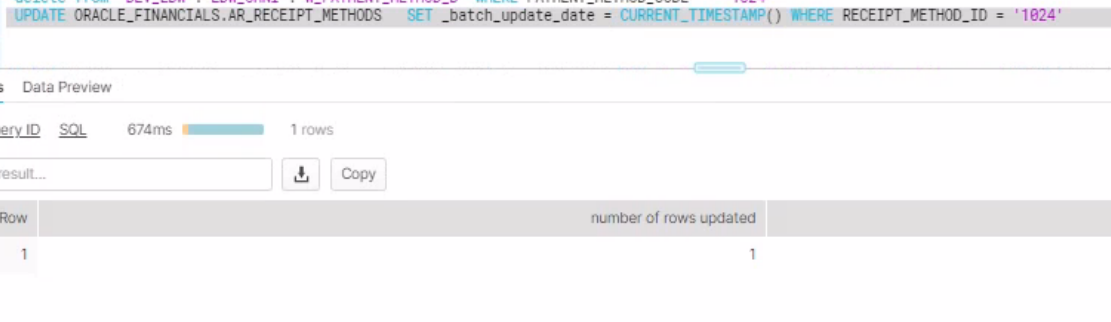 UPDATE ORACLE_FINANCIALS.AR_RECEIPT_METHODS SET _batch_update_date = CURRENT_TIMESTAMP() WHERE RECEIPT_METHOD_ID = '1024'
s Data Preview
ery ID SQL 674ms 1 rows
result... Copy
Row number of rows updated
1 1